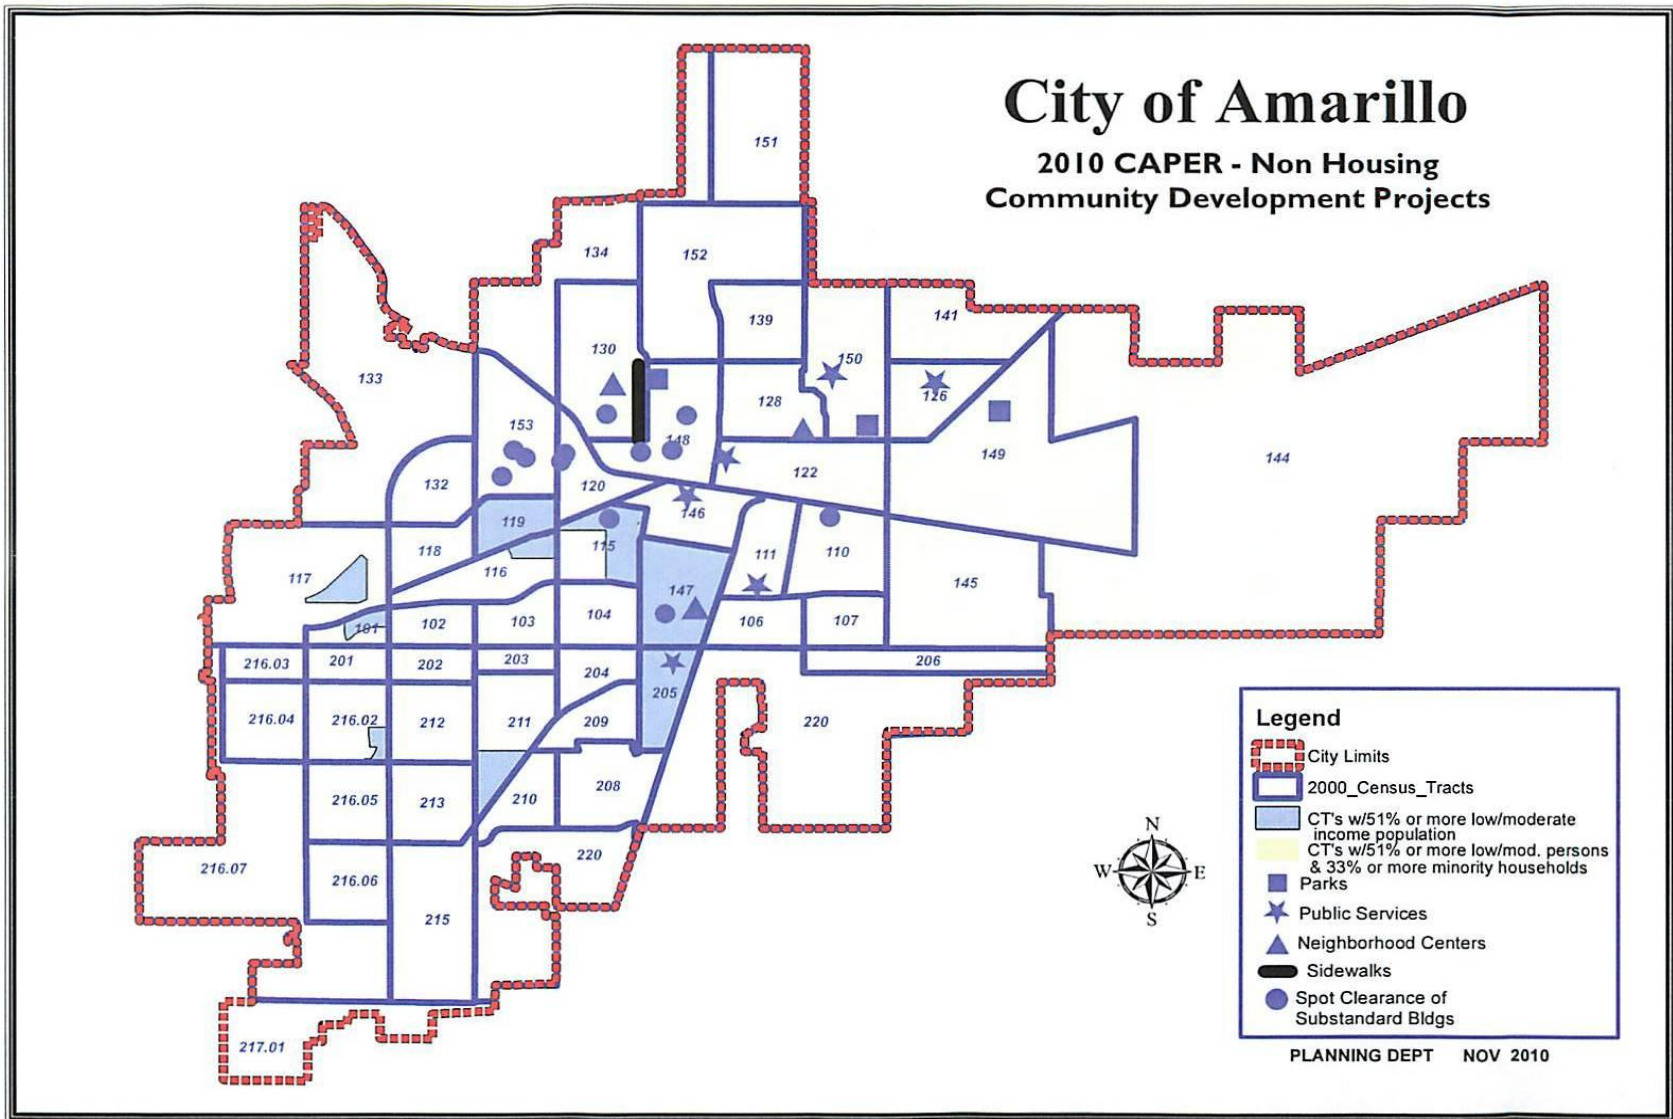 City of Amarillo
2010 CAPER - Non Housing
Community Development Projects
151
134
152
139
141
130
150
133
128
126
153
148
149
144
132
122
120
146
119
118
115
111
110
117
116
145
147
101
102
103
104
106
107
216.03
201
202
203
204
206
205
216.04
216.02
212
211
209
220
216.05
213
210
208
220
216.07
216.06
215
217.01
N
W
E
S
Legend
City Limits
2000_Census_Tracts
CT's w/51% or more low/moderate
income population
CT's w/51% or more low/mod. persons
& 33% or more minority households
Parks
Public Services
Neighborhood Centers
Sidewalks
Spot Clearance of
Substandard Bldgs
PLANNING DEPT NOV 2010